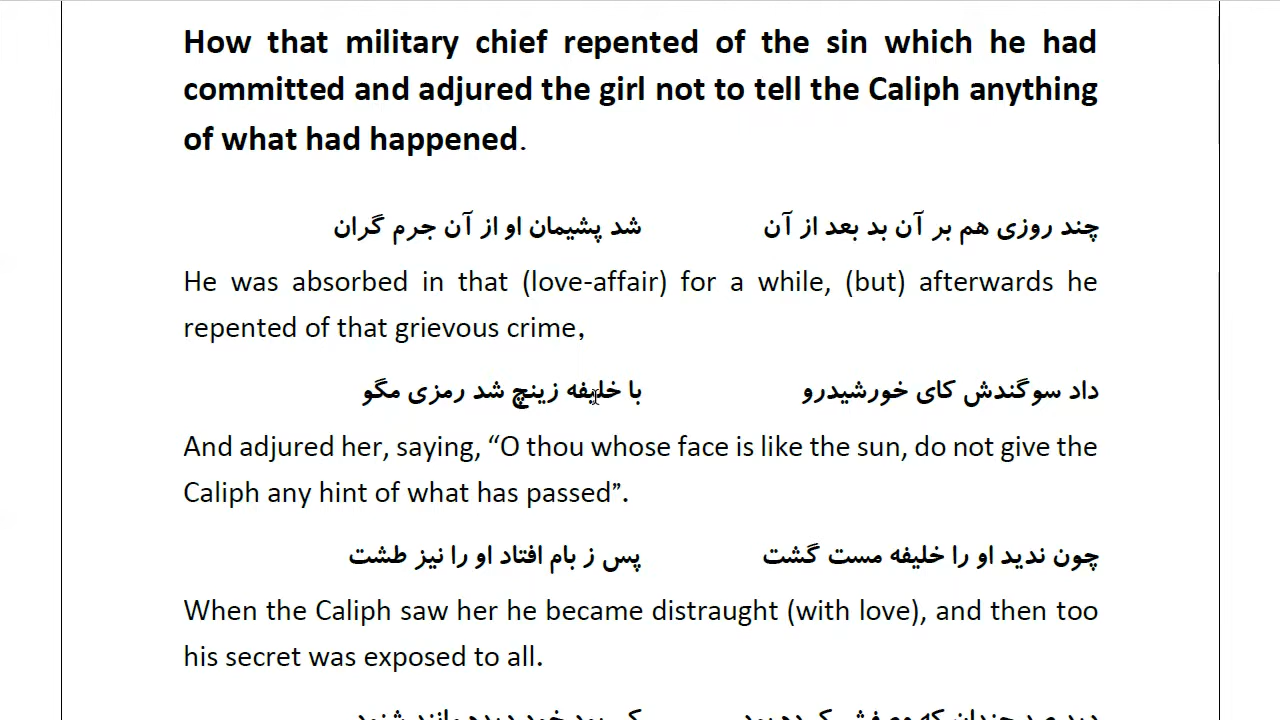 How that military chief repented of the sin which he had
committed and adjured the girl not to tell the Caliph anything
of what had happened.
چند روزی هم بر آن بد بعد از آن شد پشیمان او از آن جرم گران
He was absorbed in that (love-affair) for a while, (but) afterwards he
repented of that grievous crime,
داد سوگندش کای خورشیدرو با خلیفه زینچ شد رمزی مگو
And adjured her, saying, “O thou whose face is like the sun, do not give the
Caliph any hint of what has passed”.
چون ندید او را خلیفه مست گشت پس ز بام افتاد او را نیز طشت
When the Caliph saw her he became distraught (with love), and then too
his secret was exposed to all.